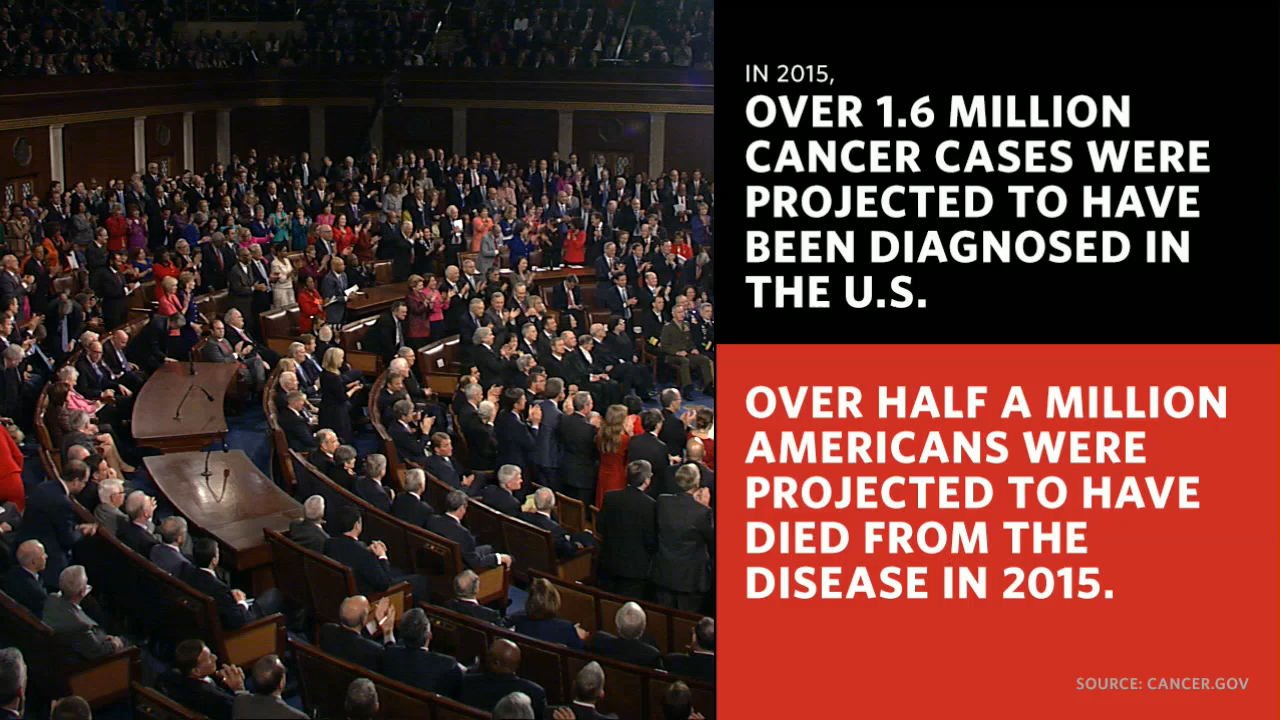 IN 2015,
OVER 1.6 MILLION
CANCER CASES WERE
PROJECTED TO HAVE
BEEN DIAGNOSED IN
THE U.S.
OVER HALF A MILLION
AMERICANS WERE
PROJECTED TO HAVE
DIED FROM THE
DISEASE IN 2015.
SOURCE: CANCER.GOV